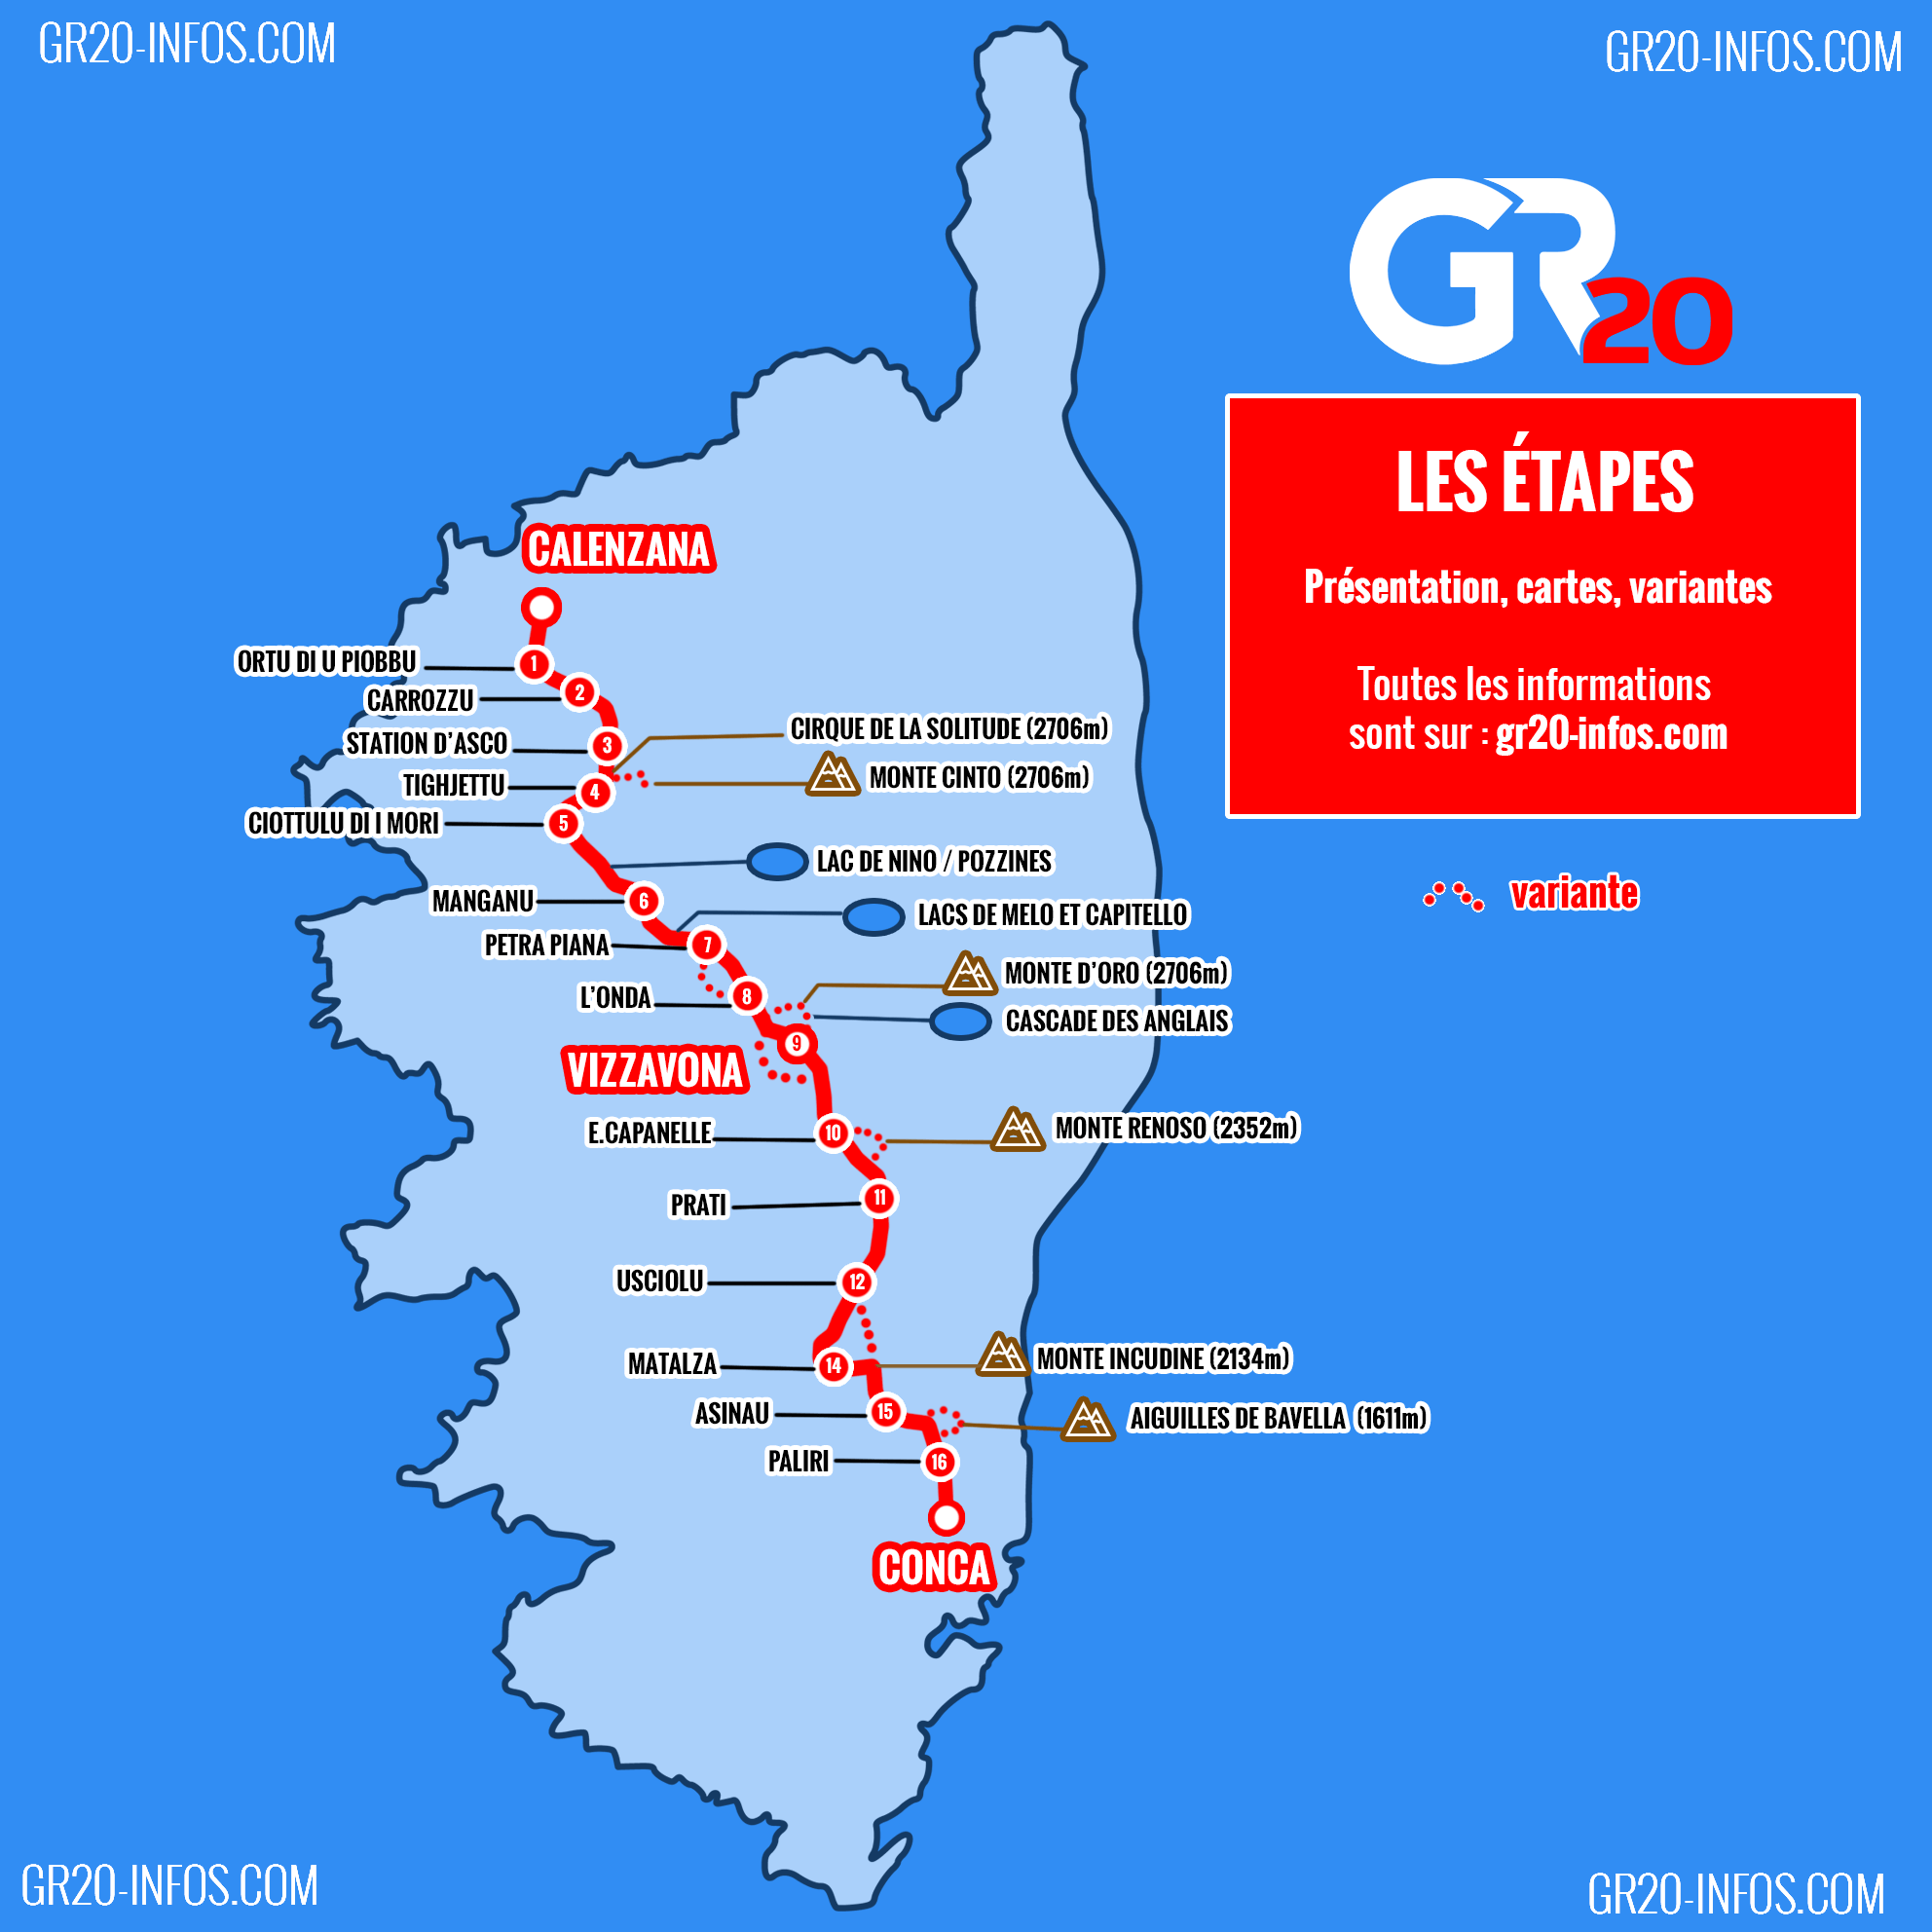 GR20-INFOS.COM
GR20-INFOS.COM
GR20
LES ÉTAPES
Présentation, cartes, variantes
Toutes les informations
sont sur : gr20-infos.com
variante
CALENZANA
ORTU DI U PIOBBU
1
CARROZZU
2
STATION D'ASCO
3
CIRQUE DE LA SOLITUDE (2706m)
MONTE CINTO (2706m)
TIGHJETTU
4
CIOTTULU DI I MORI
5
LAC DE NINO / POZZINES
MANGANU
6
LACS DE MELO ET CAPITELLO
PETRA PIANA
7
MONTE D'ORO (2706m)
L'ONDA
8
CASCADE DES ANGLAIS
9
VIZZAVONA
E.CAPANELLE
10
MONTE RENOSO (2352m)
PRATI
11
USCIOLU
12
MATALZA
14
MONTE INCUDINE (2134m)
ASINAU
15
AIGUILLES DE BAVELLA (1611m)
PALIRI
16
CONCA
GR20-INFOS.COM
GR20-INFOS.COM